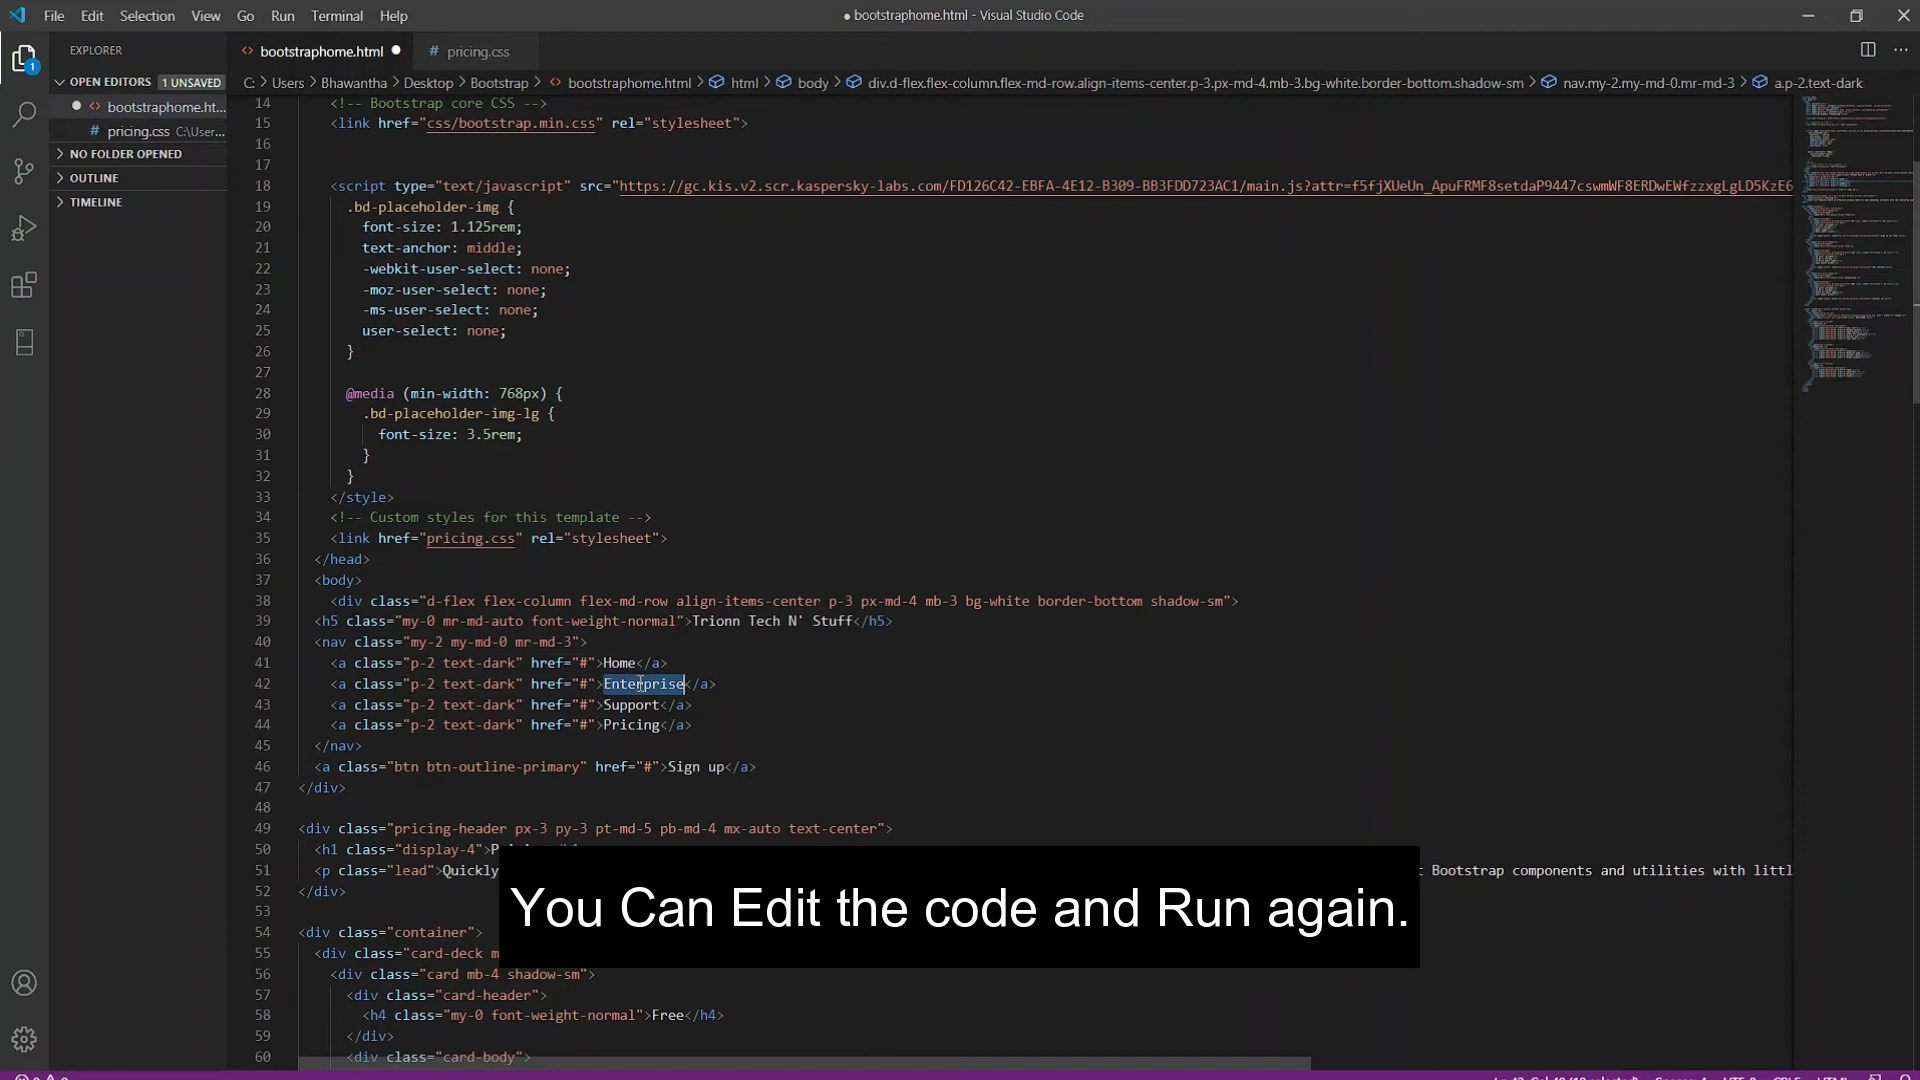 File Edit Selection View Go Run Terminal Help
● bootstraphome.html - Visual Studio Code
EXPLORER
OPEN EDITORS 1 UNSAVED
bootstraphome.ht...
pricing.css C:\User...
NO FOLDER OPENED
OUTLINE
TIMELINE
1
bootstraphome.html pricing.css
C: > Users > Bhawantha > Desktop > Bootstrap > bootstraphome.html > html > body > div.d-flex.flex-column.flex-md-row.align-items-center.p-3.px-md-4.mb-3.bg-white.border-bottom.shadow-sm > nav.my-2.my-md-0.mr-md-3 > a.p-2.text-dark
14 <!-- Bootstrap core CSS -->
15 <link href="css/bootstrap.min.css" rel="stylesheet">
16
17
18 <script type="text/javascript" src="https://gc.kis.v2.scr.kaspersky-labs.com/FD126C42-EBFA-4E12-B309-BB3FDD723AC1/main.js?attr=f5fjXUeUn_ApuFRMF8setdaP9447cswmWF8ERDwEWfzzxgLgLD5KzE6
19 .bd-placeholder-img {
20 font-size: 1.125rem;
21 text-anchor: middle;
22 -webkit-user-select: none;
23 -moz-user-select: none;
24 -ms-user-select: none;
25 user-select: none;
26 }
27
28 @media (min-width: 768px) {
29 .bd-placeholder-img-lg {
30 font-size: 3.5rem;
31 }
32 }
33 </style>
34 <!-- Custom styles for this template -->
35 <link href="pricing.css" rel="stylesheet">
36 </head>
37 <body>
38 <div class="d-flex flex-column flex-md-row align-items-center p-3 px-md-4 mb-3 bg-white border-bottom shadow-sm">
39 <h5 class="my-0 mr-md-auto font-weight-normal">Trionn Tech N' Stuff</h5>
40 <nav class="my-2 my-md-0 mr-md-3">
41 <a class="p-2 text-dark" href="#">Home</a>
42 <a class="p-2 text-dark" href="#">Enterprise</a>
43 <a class="p-2 text-dark" href="#">Support</a>
44 <a class="p-2 text-dark" href="#">Pricing</a>
45 </nav>
46 <a class="btn btn-outline-primary" href="#">Sign up</a>
47 </div>
48
49 <div class="pricing-header px-3 py-3 pt-md-5 pb-md-4 mx-auto text-center">
50 <h1 class="display-4">
51 <p class="lead">Quickly Bootstrap components and utilities with littl
52 </div>
53
54 <div class="container">
55 <div class="card-deck
56 <div class="card mb-4 shadow-sm">
57 <div class="card-header">
58 <h4 class="my-0 font-weight-normal">Free</h4>
59 </div>
60 <div class="card-body">
You Can Edit the code and Run again.